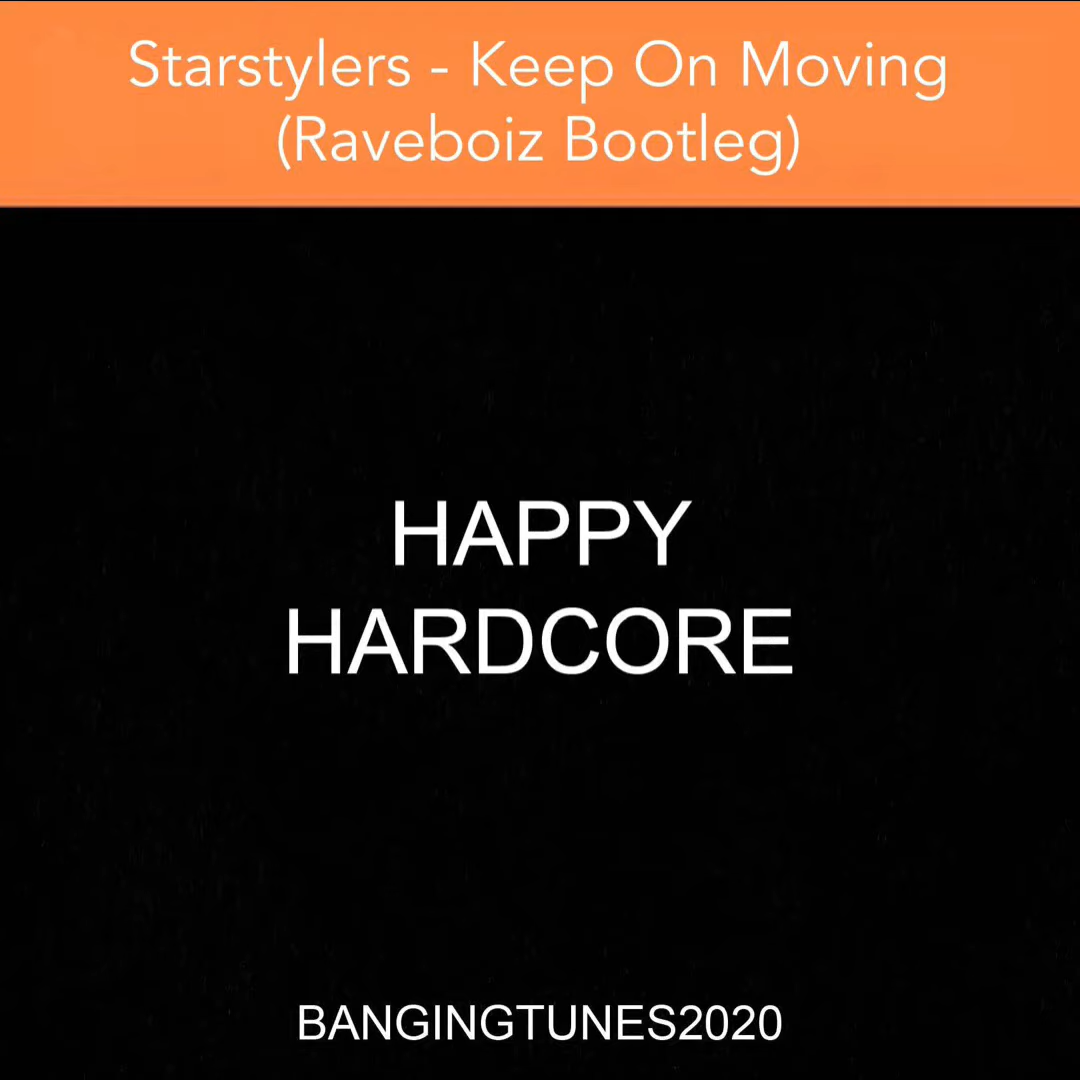 Starstylers - Keep On Moving
(Raveboiz Bootleg)
HAPPY
HARDCORE
BANGINGTUNES2020